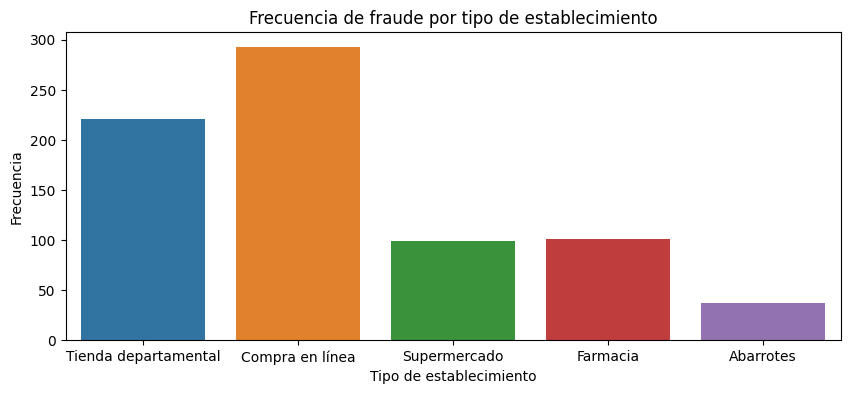 Frecuencia de fraude por tipo de establecimiento
300
250
200
150
100
50
0
Frecuencia
Tienda departamental Compra en línea Supermercado Farmacia Abarrotes
Tipo de establecimiento